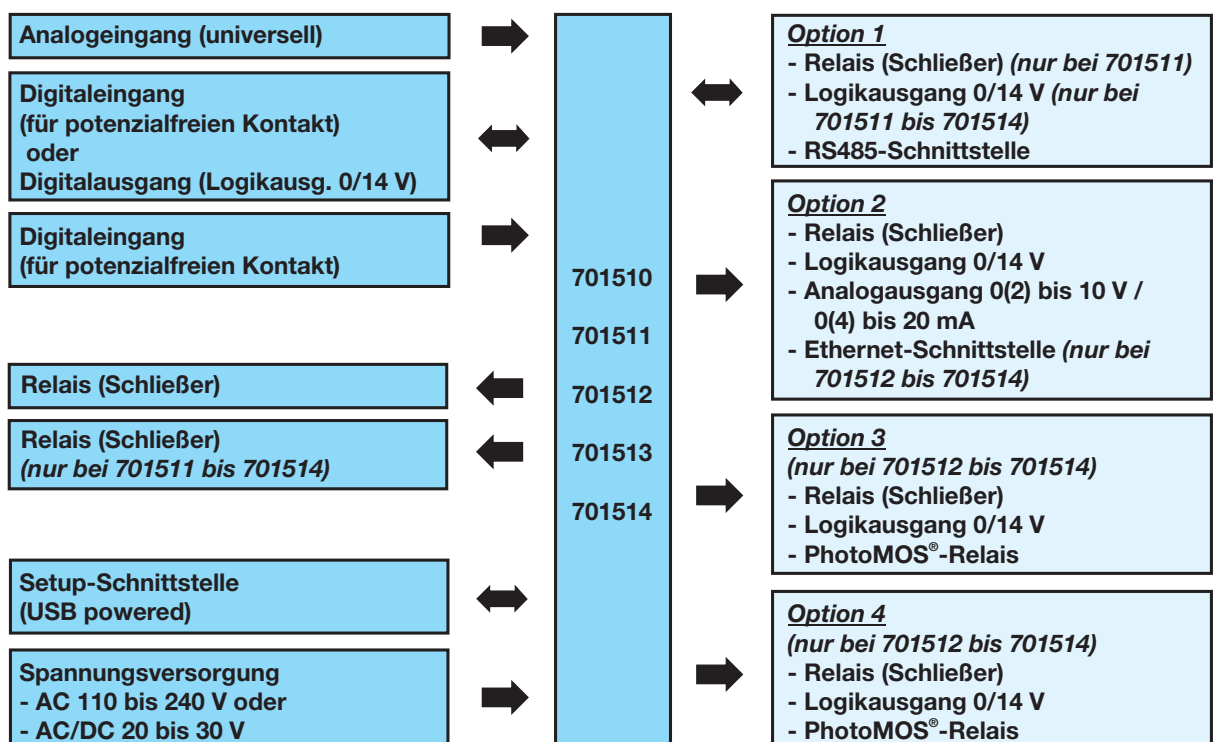 Analogeingang (universell)
Digitaleingang
(für potenzialfreien Kontakt)
oder
Digitalausgang (Logikausg. 0/14 V)
Digitaleingang
(für potenzialfreien Kontakt)
Relais (Schließer)
Relais (Schließer)
(nur bei 701511 bis 701514)
Setup-Schnittstelle
(USB powered)
Spannungsversorgung
- AC 110 bis 240 V oder
- AC/DC 20 bis 30 V
701510
701511
701512
701513
701514
Option 1
- Relais (Schließer) (nur bei 701511)
- Logikausgang 0/14 V (nur bei
701511 bis 701514)
- RS485-Schnittstelle
Option 2
- Relais (Schließer)
- Logikausgang 0/14 V
- Analogausgang 0(2) bis 10 V /
0(4) bis 20 mA
- Ethernet-Schnittstelle (nur bei
701512 bis 701514)
Option 3
(nur bei 701512 bis 701514)
- Relais (Schließer)
- Logikausgang 0/14 V
- PhotoMOS®-Relais
Option 4
(nur bei 701512 bis 701514)
- Relais (Schließer)
- Logikausgang 0/14 V
- PhotoMOS®-Relais